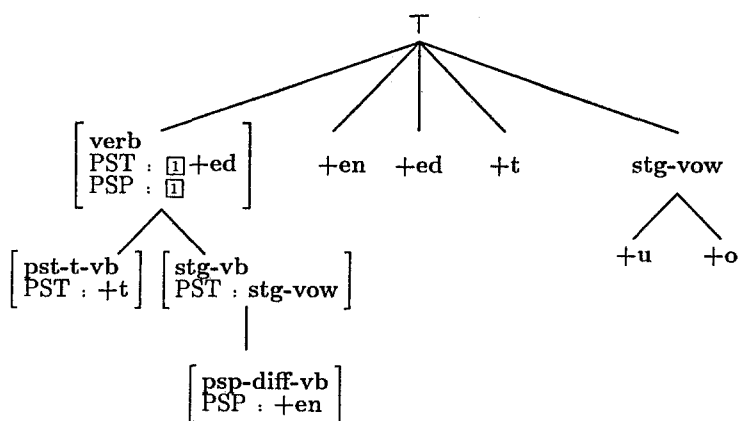 ⊤
verb
PST : [1] +ed
PSP : [1]
+en +ed +t stg-vow
pst-t-vb
PST : +t
stg-vb
PST : stg-vow
+u +o
psp-diff-vb
PSP : +en